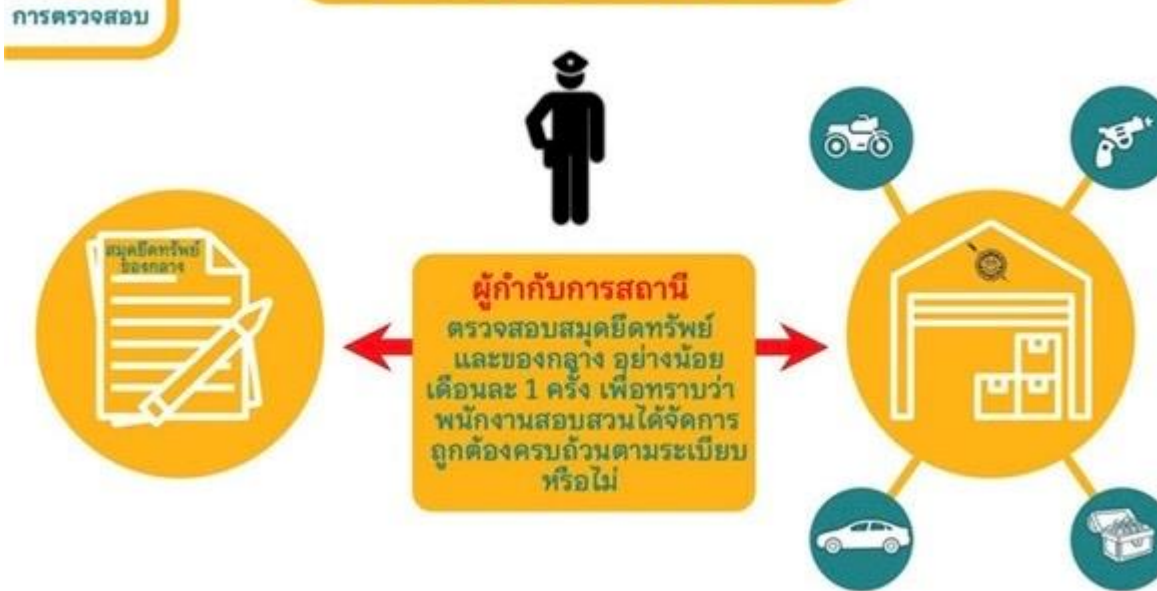 การตรวจสอบ
สมุดยึดทรัพย์
ของกลาง
ผู้กำกับการสถานี
ตรวจสอบสมุดยึดทรัพย์
และของกลาง อย่างน้อย
เดือนละ 1 ครั้ง เพื่อทราบว่า
พนักงานสอบสวนได้จัดการ
ถูกต้องครบถ้วนตามระเบียบ
หรือไม่